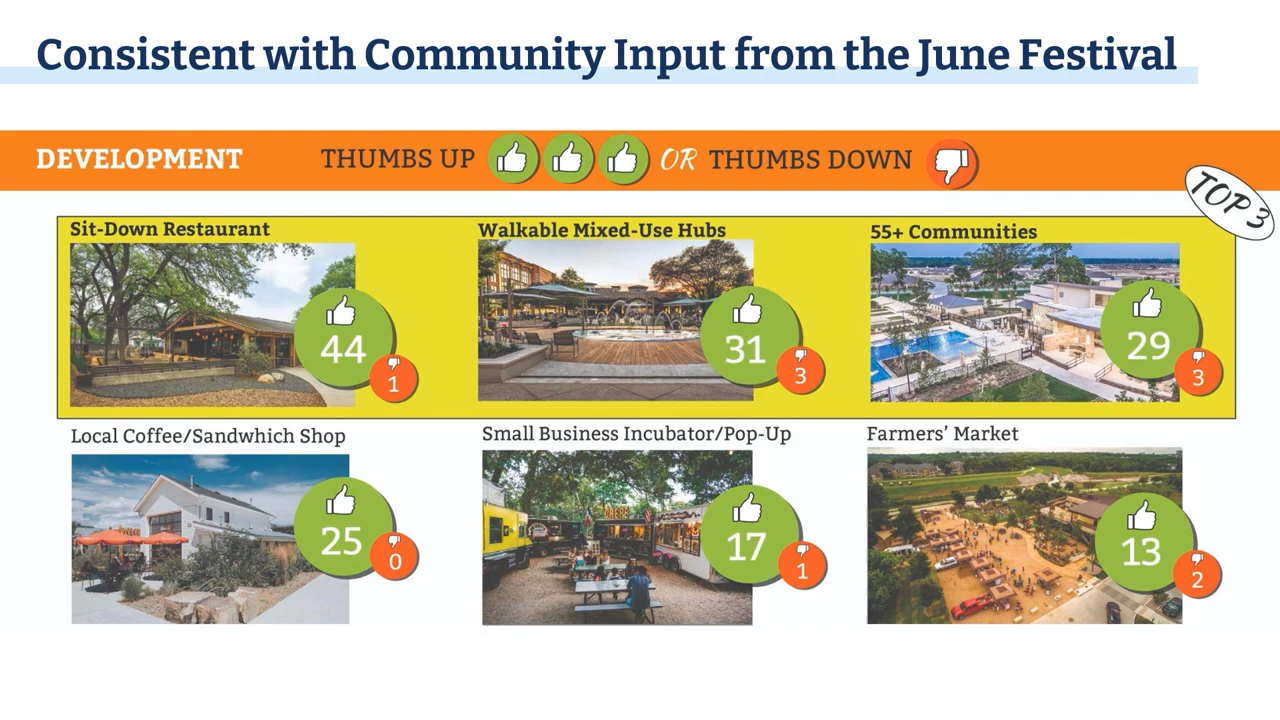 Consistent with Community Input from the June Festival
DEVELOPMENT THUMBS UP OR THUMBS DOWN
TOP 3
Sit-Down Restaurant
44
1
Walkable Mixed-Use Hubs
31
3
55+ Communities
29
3
Local Coffee/Sandwhich Shop
25
0
Small Business Incubator/Pop-Up
17
1
Farmers’ Market
13
2